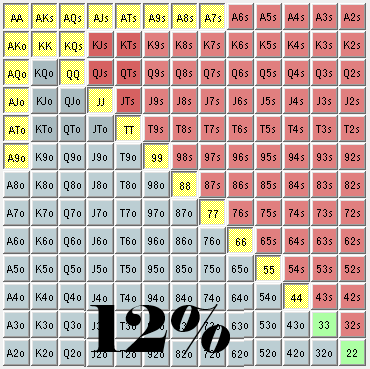 AA AKs AQs AJs ATs A9s A8s A7s A6s A5s A4s A3s A2s
AKo KK KQs KJs KTs K9s K8s K7s K6s K5s K4s K3s K2s
AQo KQo QQ QJs QTs Q9s Q8s Q7s Q6s Q5s Q4s Q3s Q2s
AJo KJo QJo JJ JTs J9s J8s J7s J6s J5s J4s J3s J2s
ATo KTo QTo JTo TT T9s T8s T7s T6s T5s T4s T3s T2s
A9o K9o Q9o J9o T9o 99 98s 97s 96s 95s 94s 93s 92s
A8o K8o Q8o J8o T8o 98o 88 87s 86s 85s 84s 83s 82s
A7o K7o Q7o J7o T7o 97o 87o 77 76s 75s 74s 73s 72s
A6o K6o Q6o J6o T6o 96o 86o 76o 66 65s 64s 63s 62s
A5o K5o Q5o J5o T5o 95o 85o 75o 65o 55 54s 53s 52s
A4o K4o Q4o J4o T4o 94o 84o 74o 64o 54o 44 43s 42s
A3o K3o Q3o J3o T3o 93o 83o 73o 63o 53o 43o 33 32s
A2o K2o Q2o J2o T2o 92o 82o 72o 62o 52o 42o 32o 22
12%